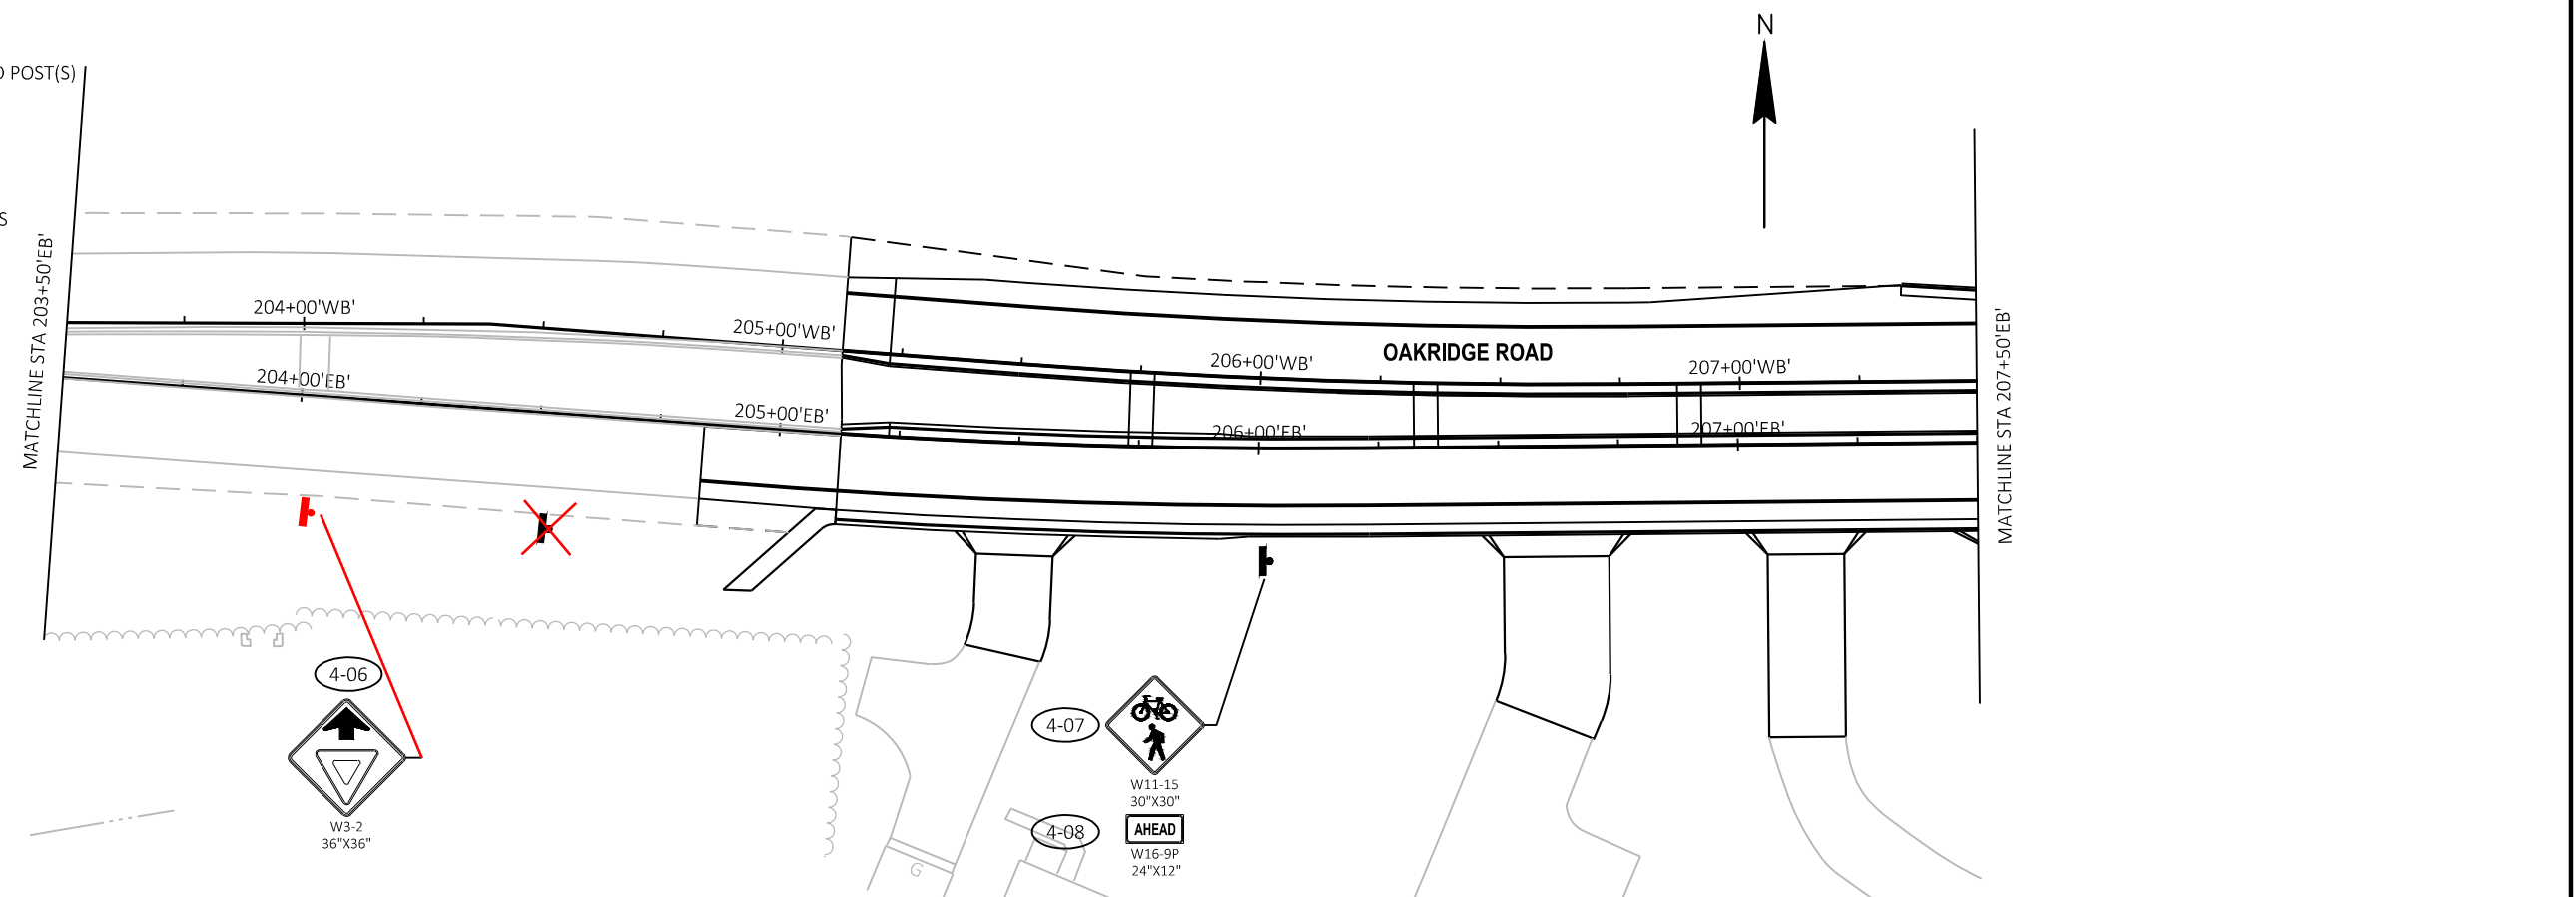 N
POST(S)
S
MATCHLINE STA 203+50'EB'
204+00'WB'
205+00'WB'
206+00'WB'
OAKRIDGE ROAD
207+00'WB'
204+00'EB'
205+00'EB'
206+00'EB'
207+00'EB'
MATCHLINE STA 207+50'EB'
4-06
W3-2
36"X36"
4-07
W11-15
30"X30"
4-08
AHEAD
W16-9P
24"X12"
G